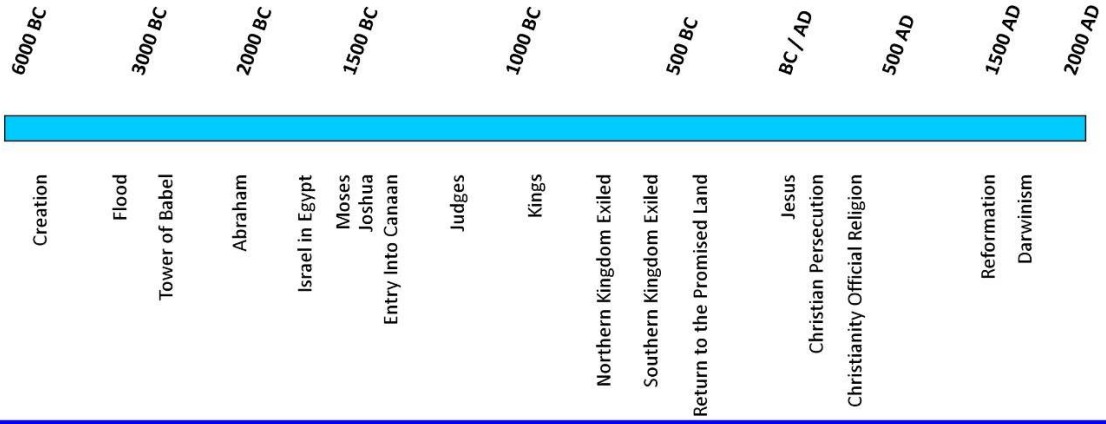 6000 BC
3000 BC
2000 BC
1500 BC
1000 BC
500 BC
BC / AD
500 AD
1500 AD
2000 AD
Creation
Flood
Tower of Babel
Abraham
Israel in Egypt
Moses
Joshua
Entry Into Canaan
Judges
Kings
Northern Kingdom Exiled
Southern Kingdom Exiled
Return to the Promised Land
Jesus
Christian Persecution
Christianity Official Religion
Reformation
Darwinism